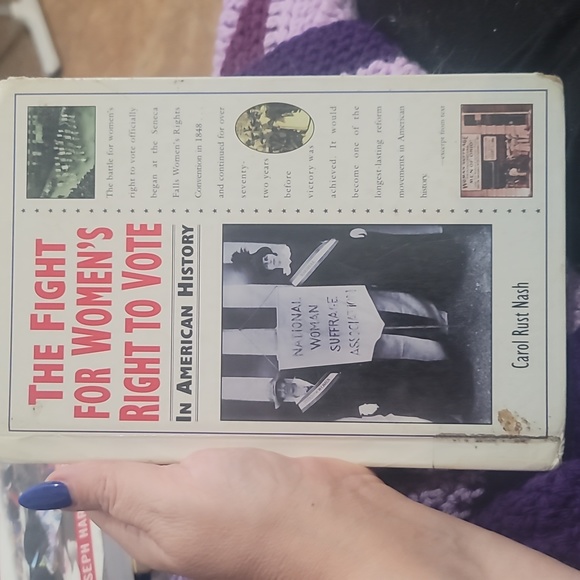 THE FIGHT
FOR WOMEN'S
RIGHT TO VOTE
IN AMERICAN HISTORY
The battle for women's
right to vote officially
began at the Seneca
Falls Women's Rights
Convention in 1848
and continued for over
seventy-
two years
before
victory was
achieved. It would
become one of the
longest-lasting reform
movements in American
history.
—excerpt from text
NATIONAL
WOMAN
SUFFRAGE
ASSOCIATION
Carol Rust Nash